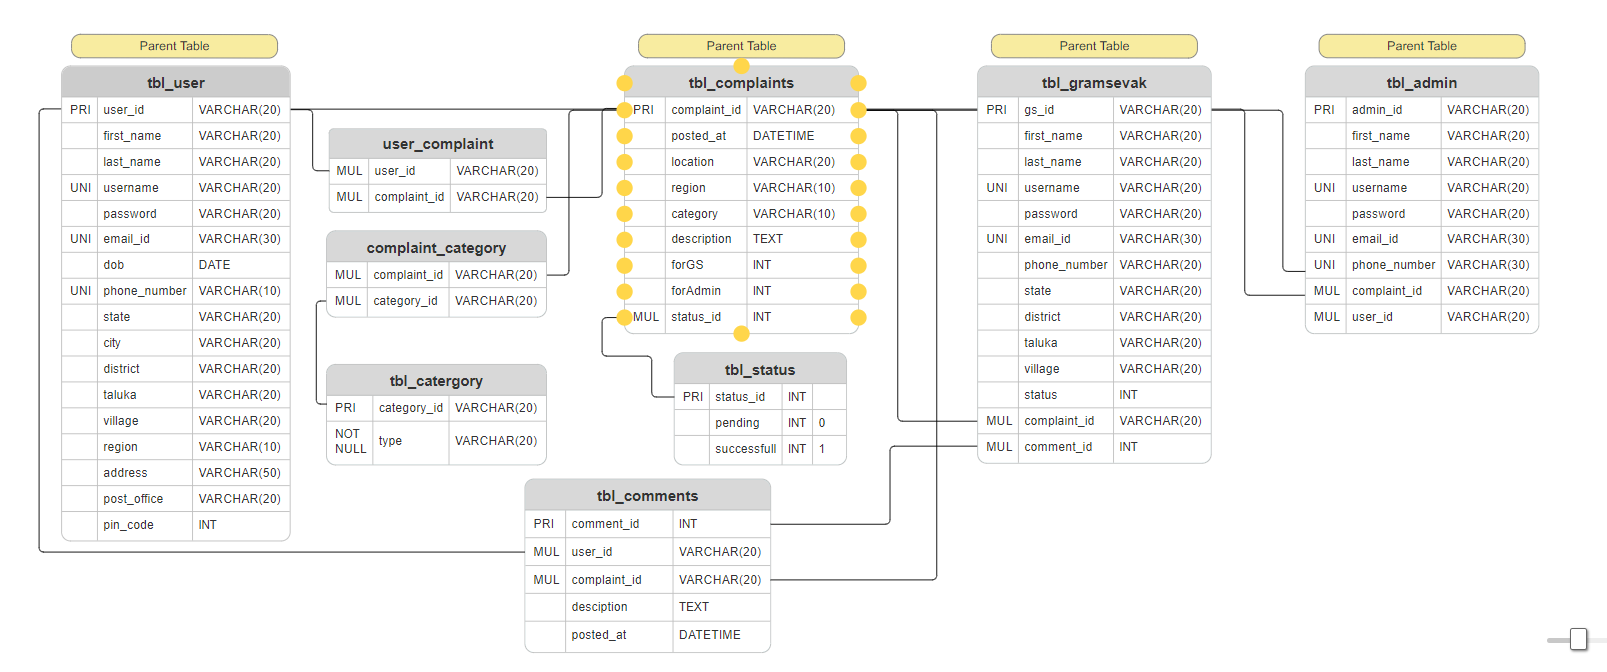 Parent Table
tbl_user
PRI user_id VARCHAR(20)
first_name VARCHAR(20)
last_name VARCHAR(20)
UNI username VARCHAR(20)
password VARCHAR(20)
UNI email_id VARCHAR(30)
dob DATE
UNI phone_number VARCHAR(10)
state VARCHAR(20)
city VARCHAR(20)
district VARCHAR(20)
taluka VARCHAR(20)
village VARCHAR(20)
region VARCHAR(10)
address VARCHAR(50)
post_office VARCHAR(20)
pin_code INT
user_complaint
MUL user_id VARCHAR(20)
MUL complaint_id VARCHAR(20)
complaint_category
MUL complaint_id VARCHAR(20)
MUL category_id VARCHAR(20)
tbl_catergory
PRI category_id VARCHAR(20)
NOT NULL type VARCHAR(20)
Parent Table
tbl_complaints
PRI complaint_id VARCHAR(20)
posted_at DATETIME
location VARCHAR(20)
region VARCHAR(10)
category VARCHAR(10)
description TEXT
forGS INT
forAdmin INT
MUL status_id INT
tbl_status
PRI status_id INT
pending INT 0
successfull INT 1
tbl_comments
PRI comment_id INT
MUL user_id VARCHAR(20)
MUL complaint_id VARCHAR(20)
desciption TEXT
posted_at DATETIME
Parent Table
tbl_gramsevak
PRI gs_id VARCHAR(20)
first_name VARCHAR(20)
last_name VARCHAR(20)
UNI username VARCHAR(20)
password VARCHAR(20)
UNI email_id VARCHAR(30)
phone_number VARCHAR(20)
state VARCHAR(20)
district VARCHAR(20)
taluka VARCHAR(20)
village VARCHAR(20)
status INT
MUL complaint_id VARCHAR(20)
MUL comment_id INT
Parent Table
tbl_admin
PRI admin_id VARCHAR(20)
first_name VARCHAR(20)
last_name VARCHAR(20)
UNI username VARCHAR(20)
password VARCHAR(20)
UNI email_id VARCHAR(30)
UNI phone_number VARCHAR(30)
MUL complaint_id VARCHAR(20)
MUL user_id VARCHAR(20)